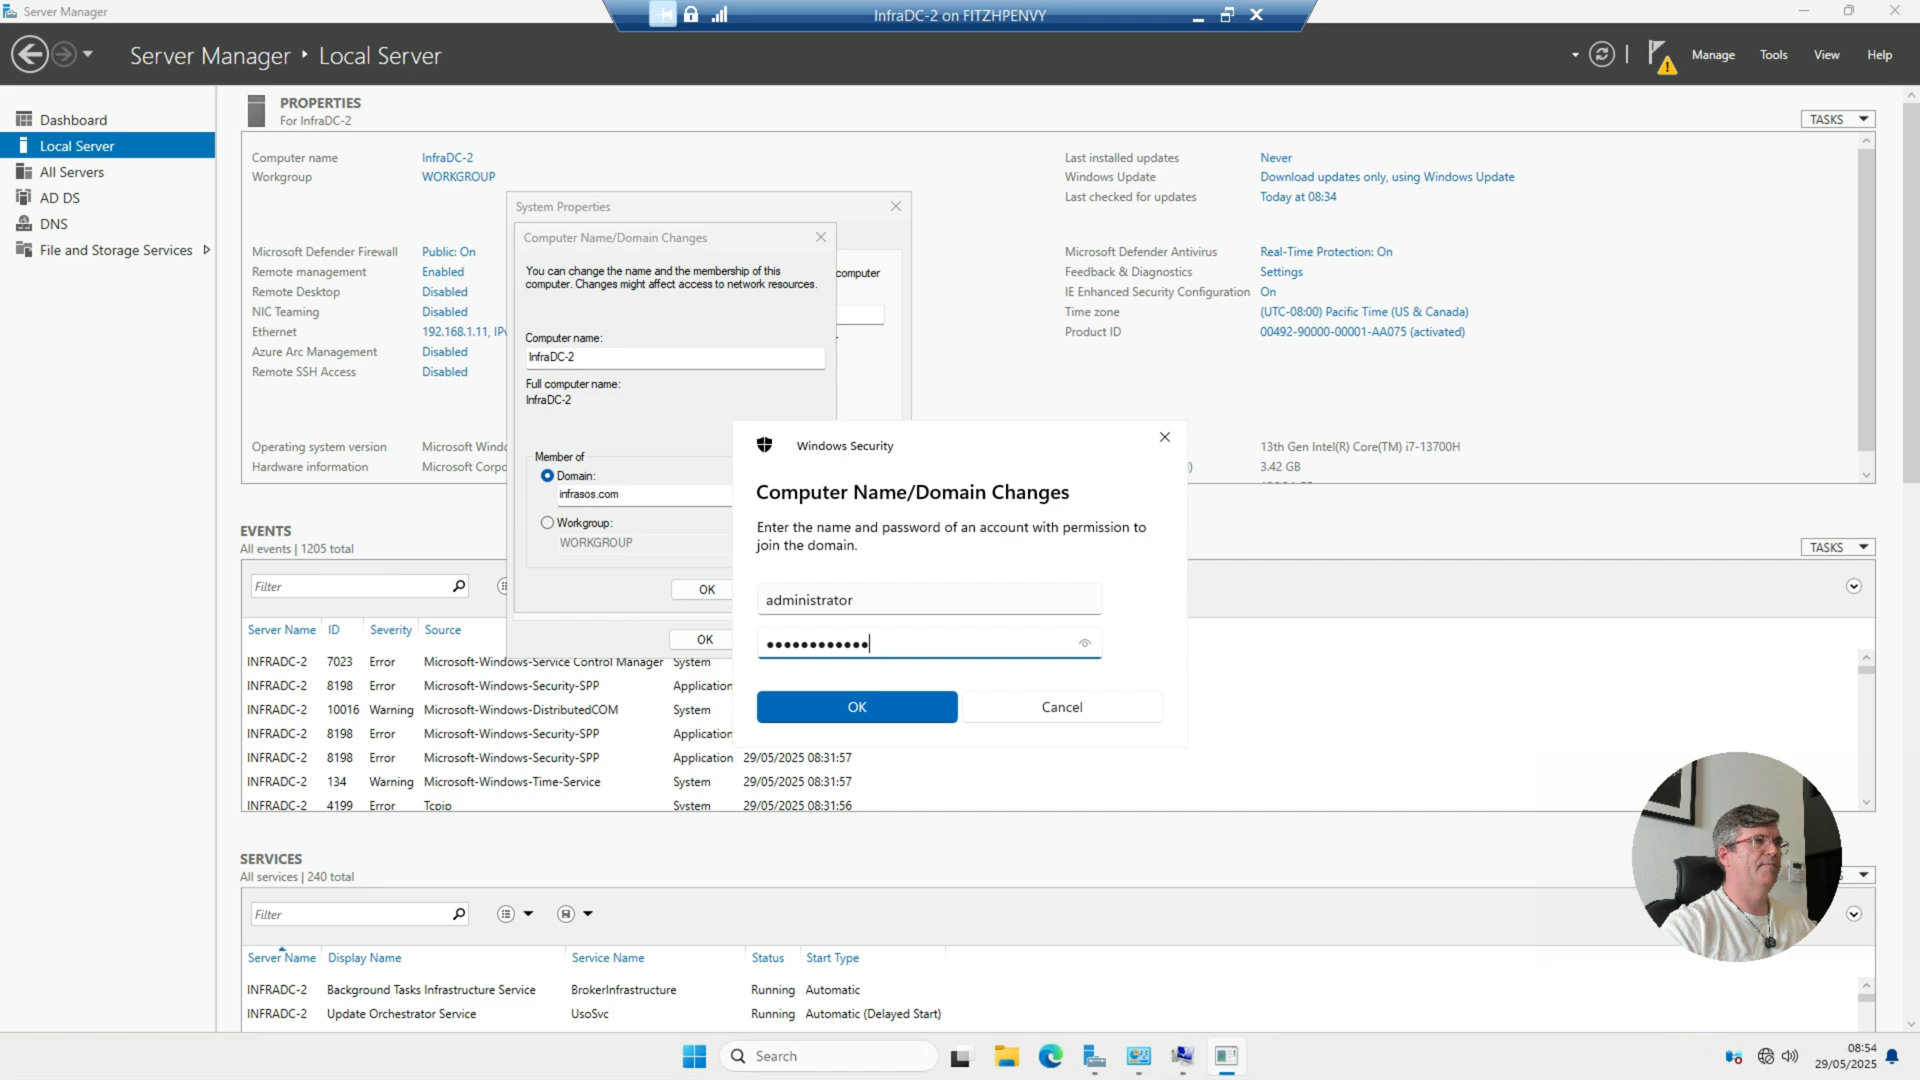 Server Manager
InfraDC-2 on FITZHPENVY
Server Manager ‣ Local Server
Manage
Tools
View
Help
Dashboard
Local Server
All Servers
AD DS
DNS
File and Storage Services
PROPERTIES
For InfraDC-2
TASKS
Computer name InfraDC-2
Workgroup WORKGROUP
Last installed updates Never
Windows Update Download updates only, using Windows Update
Last checked for updates Today at 08:34
Microsoft Defender Firewall Public: On
Remote management Enabled
Remote Desktop Disabled
NIC Teaming Disabled
Ethernet 192.168.1.11, IPv
Azure Arc Management Disabled
Remote SSH Access Disabled
Microsoft Defender Antivirus Real-Time Protection: On
Feedback & Diagnostics Settings
IE Enhanced Security Configuration On
Time zone (UTC-08:00) Pacific Time (US & Canada)
Product ID 00492-90000-00001-AA075 (activated)
Operating system version Microsoft Windo
Hardware information Microsoft Corpo
13th Gen Intel(R) Core(TM) i7-13700H
3.42 GB
System Properties
computer
Computer Name/Domain Changes
You can change the name and the membership of this
computer. Changes might affect access to network resources.
Computer name:
InfraDC-2
Full computer name:
InfraDC-2
Member of
Domain:
infrasos.com
Workgroup:
WORKGROUP
OK
OK
Windows Security
Computer Name/Domain Changes
Enter the name and password of an account with permission to
join the domain.
administrator
OK
Cancel
EVENTS
All events | 1205 total
TASKS
Filter
Server Name ID Severity Source
INFRADC-2 7023 Error Microsoft-Windows-Service Control Manager System
INFRADC-2 8198 Error Microsoft-Windows-Security-SPP Application
INFRADC-2 10016 Warning Microsoft-Windows-DistributedCOM System
INFRADC-2 8198 Error Microsoft-Windows-Security-SPP Application
INFRADC-2 8198 Error Microsoft-Windows-Security-SPP Application 29/05/2025 08:31:57
INFRADC-2 134 Warning Microsoft-Windows-Time-Service System 29/05/2025 08:31:57
INFRADC-2 4199 Error Tcpip System 29/05/2025 08:31:56
SERVICES
All services | 240 total
Filter
Server Name Display Name Service Name Status Start Type
INFRADC-2 Background Tasks Infrastructure Service BrokerInfrastructure Running Automatic
INFRADC-2 Update Orchestrator Service UsoSvc Running Automatic (Delayed Start)
Search
08:54
29/05/2025